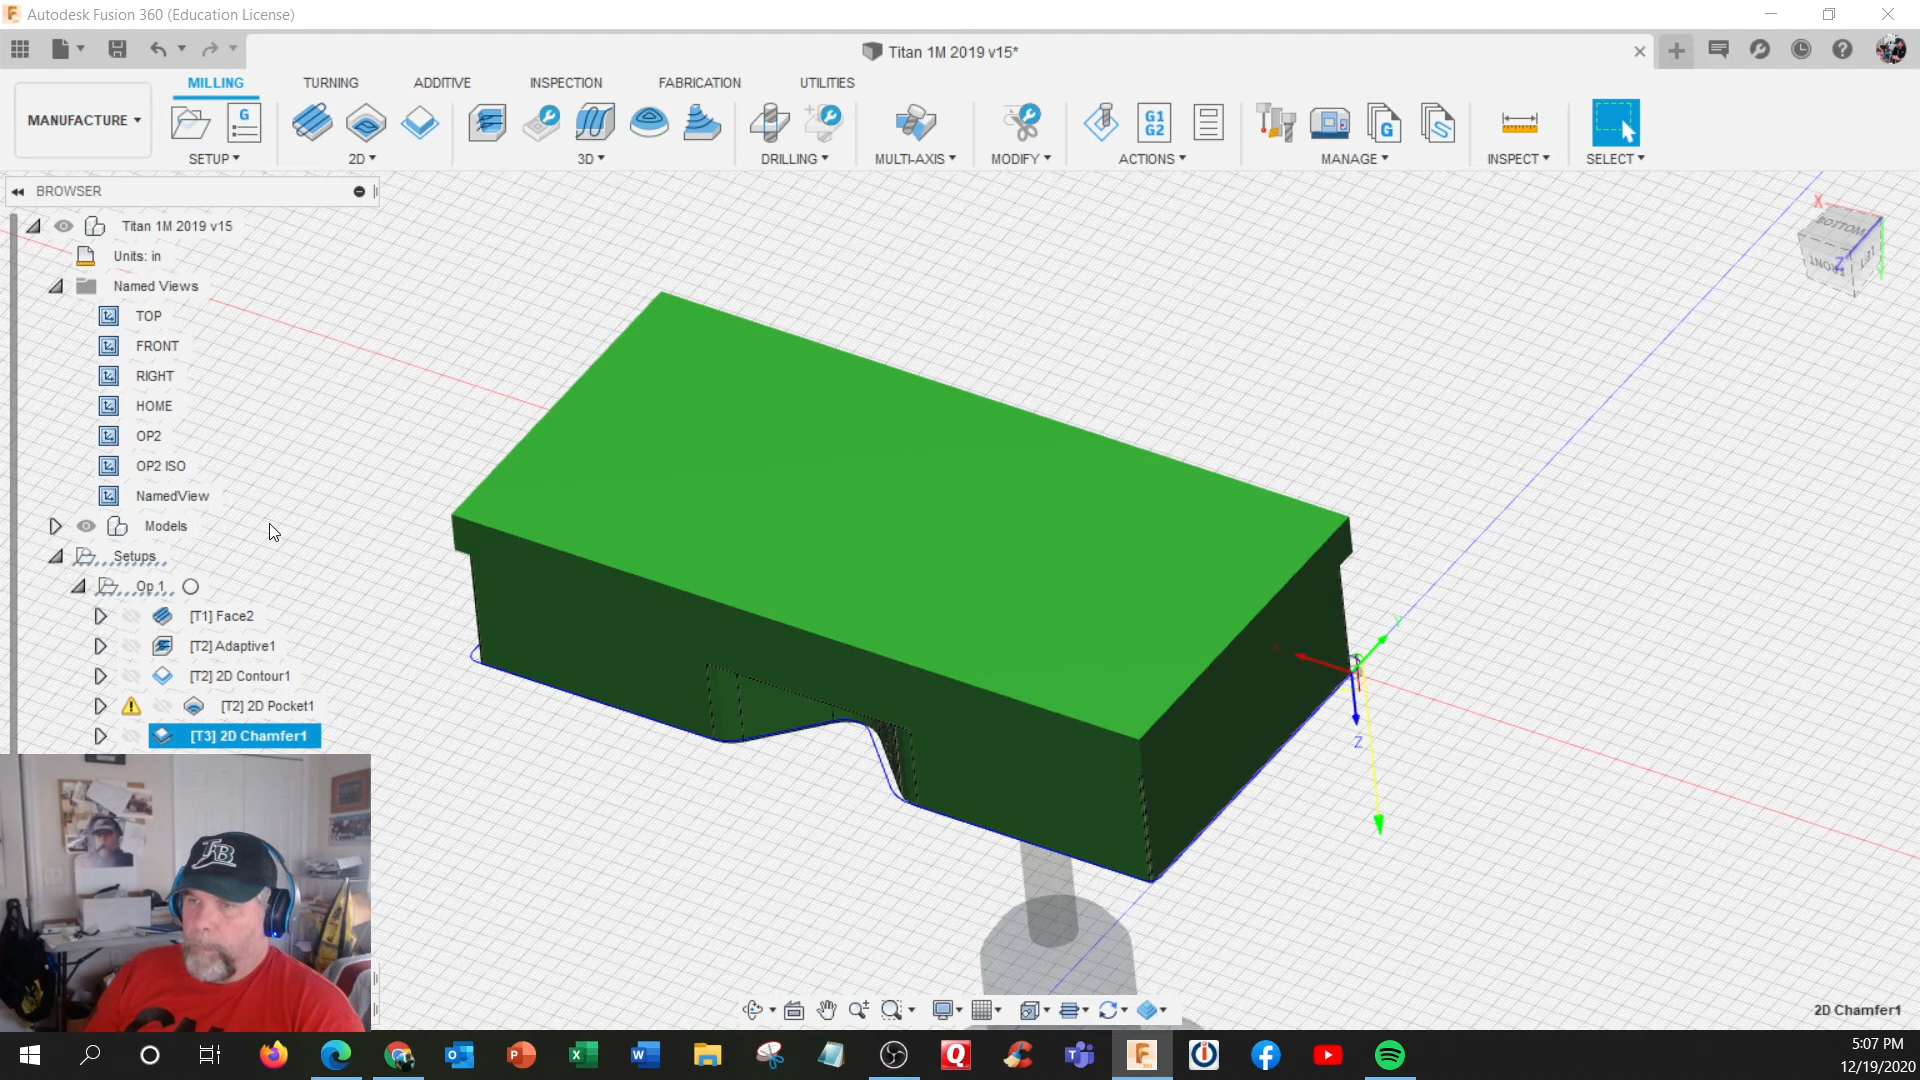 Autodesk Fusion 360 (Education License)
Titan 1M 2019 v15*
MILLING TURNING ADDITIVE INSPECTION FABRICATION UTILITIES
MANUFACTURE
G
G1
G2
G
SETUP 2D 3D DRILLING MULTI-AXIS MODIFY ACTIONS MANAGE INSPECT SELECT
BROWSER
Titan 1M 2019 v15
Units: in
Named Views
TOP
FRONT
RIGHT
HOME
OP2
OP2 ISO
NamedView
Models
Setups
Op 1
[T1] Face2
[T2] Adaptive1
[T2] 2D Contour1
[T2] 2D Pocket1
[T3] 2D Chamfer1
X
BOTTOM
FRONT
Z
Y
Z
TB
2D Chamfer1
5:07 PM
12/19/2020